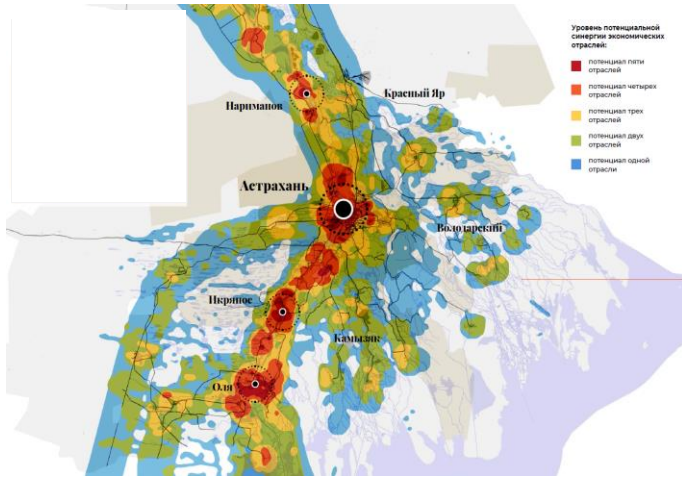 Уровень потенциальной
синергии экономических
отраслей:
потенциал пяти
отраслей
потенциал четырех
отраслей
потенциал трех
отраслей
потенциал двух
отраслей
потенциал одной
отрасли
Красный Яр
Нариманов
Астрахань
Володарский
Икряное
Камызяк
Оля